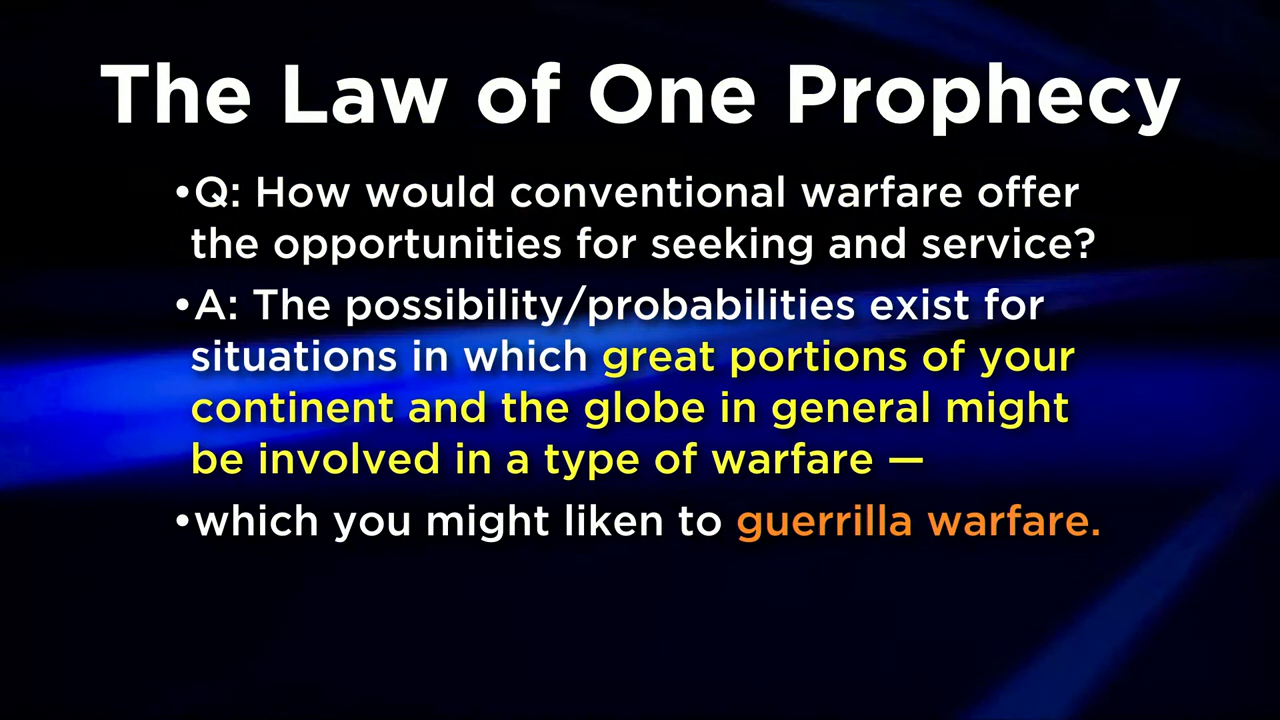 The Law of One Prophecy
•Q: How would conventional warfare offer
the opportunities for seeking and service?
•A: The possibility/probabilities exist for
situations in which great portions of your
continent and the globe in general might
be involved in a type of warfare —
•which you might liken to guerrilla warfare.